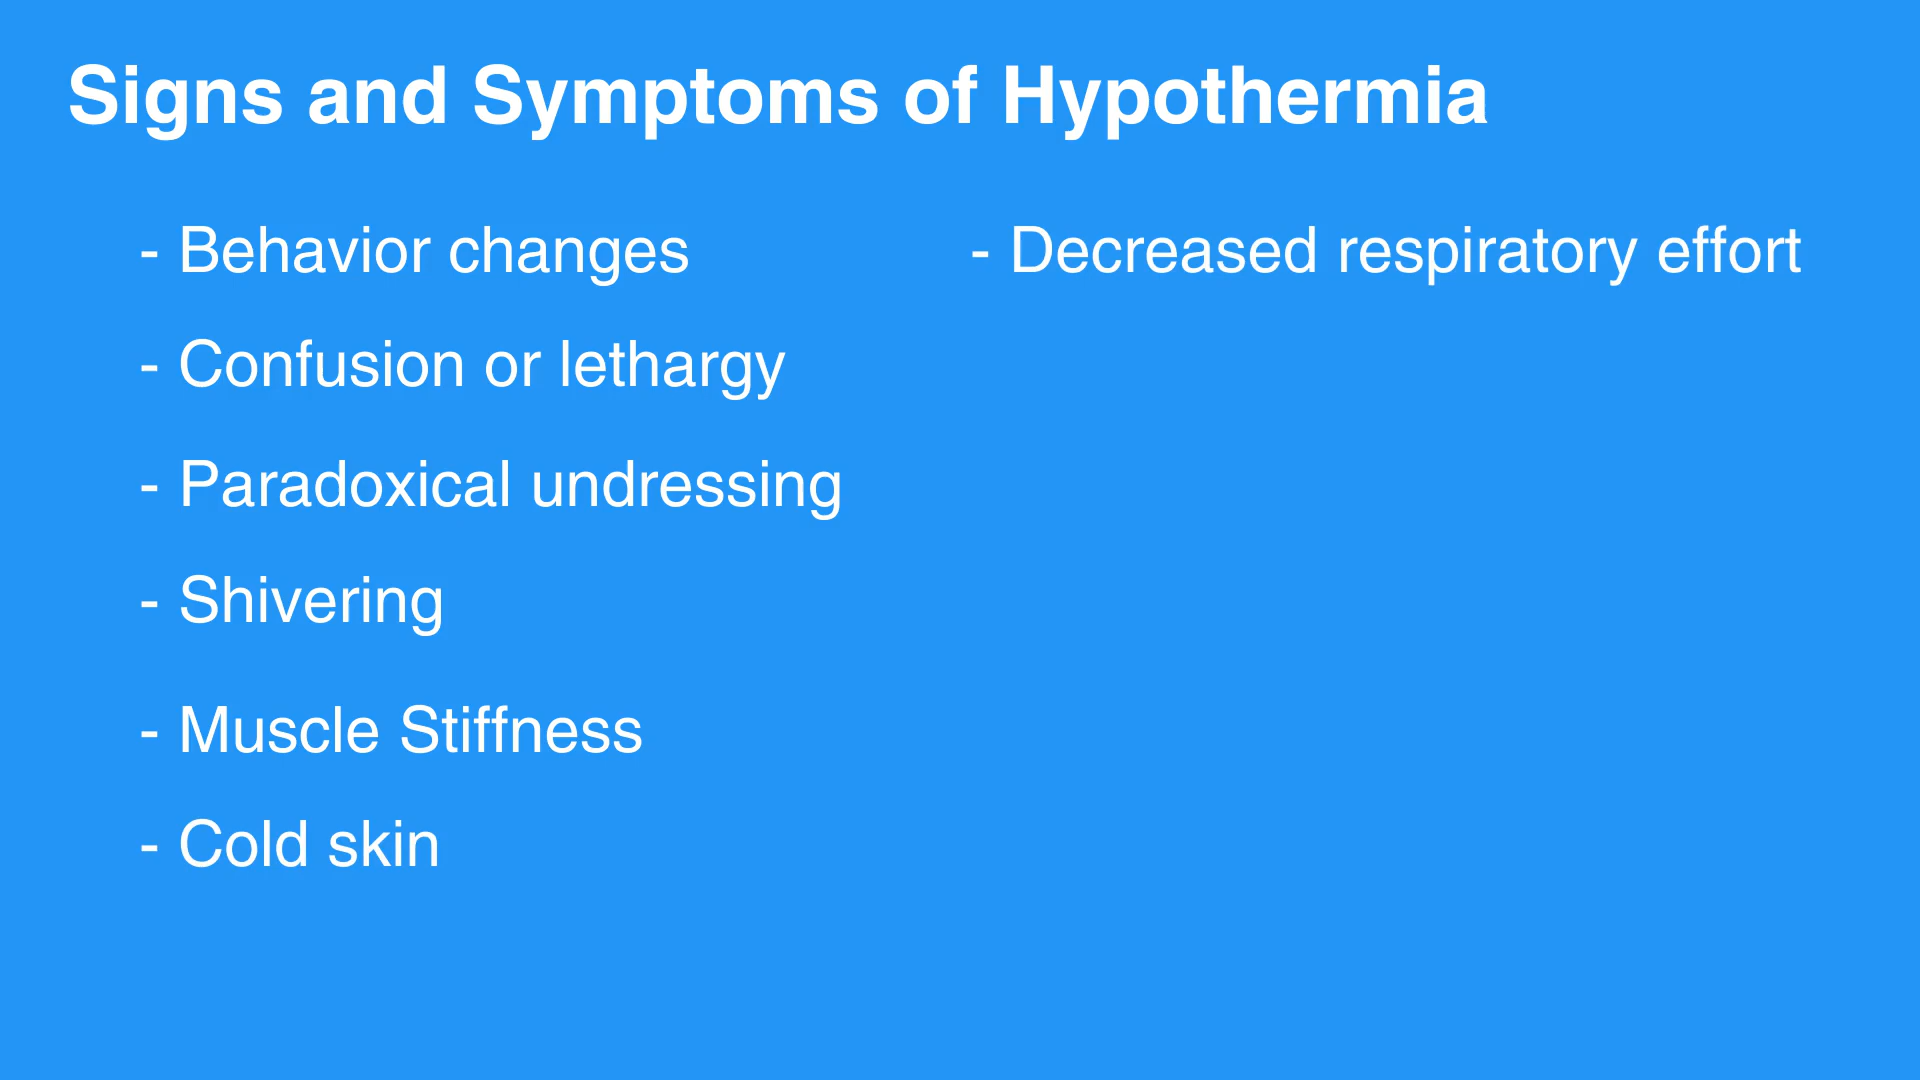 Signs and Symptoms of Hypothermia
- Behavior changes
- Confusion or lethargy
- Paradoxical undressing
- Shivering
- Muscle Stiffness
- Cold skin
- Decreased respiratory effort